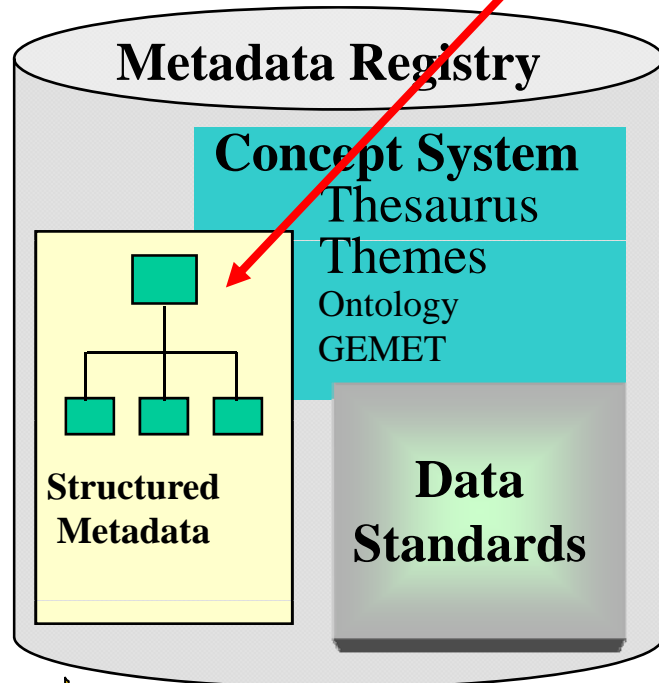 Metadata Registry
Concept System
Thesaurus
Themes
Ontology
GEMET
Structured
Metadata
Data
Standards